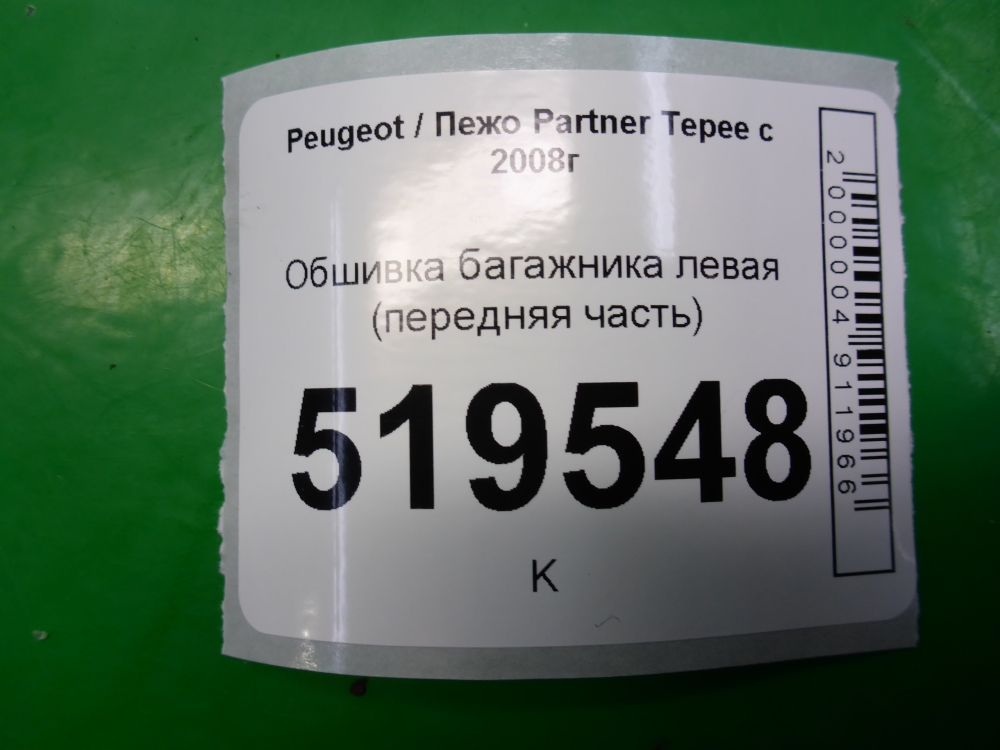 Peugeot / Пежо Partner Tepee с
2008г
Обшивка багажника левая
(передняя часть)
519548
К
2000004911966